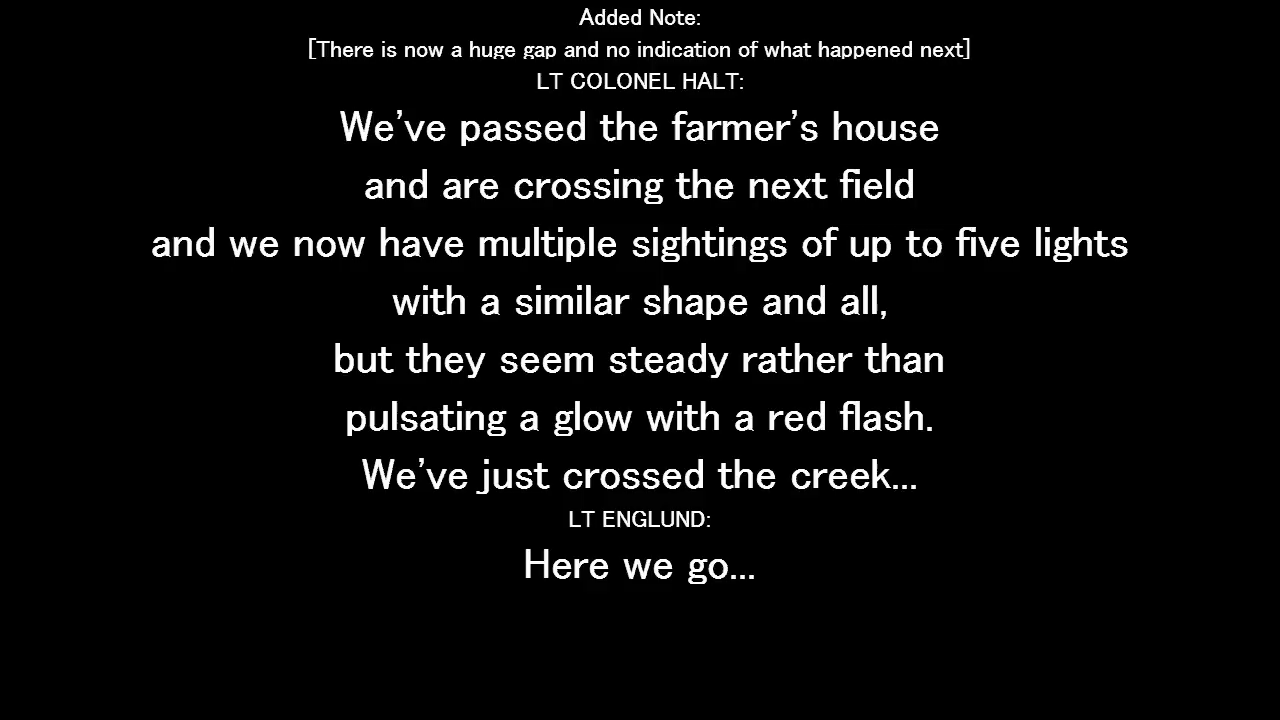 Added Note:
[There is now a huge gap and no indication of what happened next]
LT COLONEL HALT:
We’ve passed the farmer’s house
and are crossing the next field
and we now have multiple sightings of up to five lights
with a similar shape and all,
but they seem steady rather than
pulsating a glow with a red flash.
We’ve just crossed the creek...
LT ENGLUND:
Here we go...